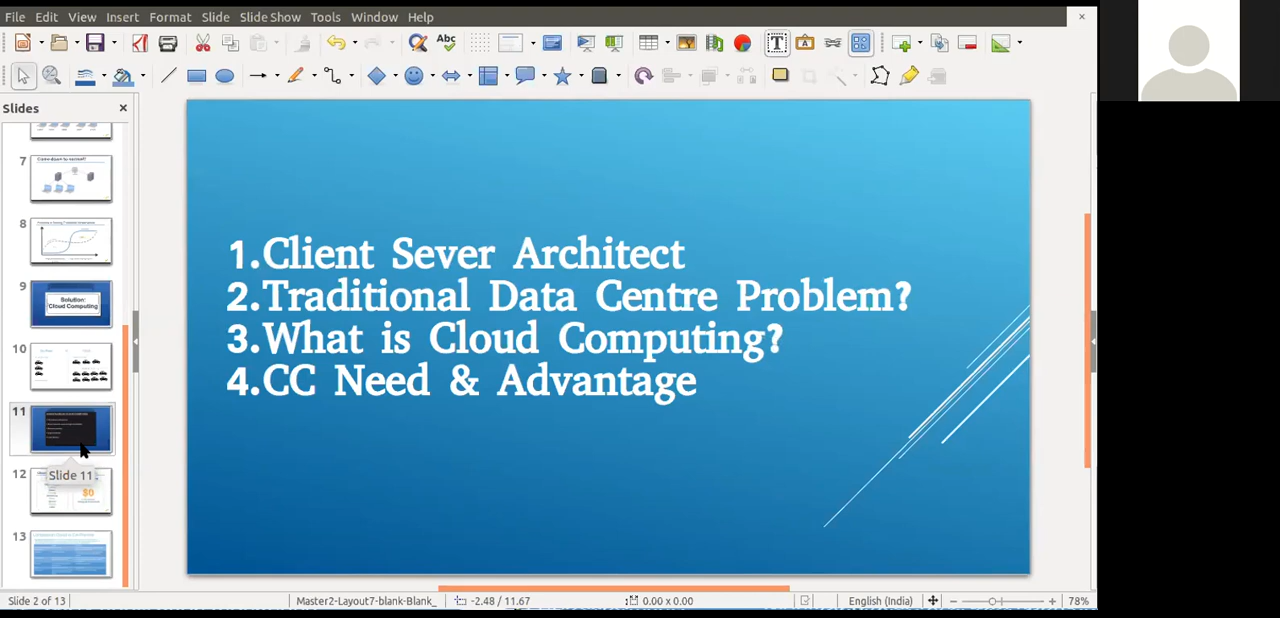 File Edit View Insert Format Slide Slide Show Tools Window Help
Abc
Slides
7
8
9
Solution:
Cloud Computing
10
11
Slide 11
12
$0
13
1.Client Sever Architect
2.Traditional Data Centre Problem?
3.What is Cloud Computing?
4.CC Need & Advantage
Slide 2 of 13 Master2-Layout7-blank-Blank_ -2.48 / 11.67 0.00 x 0.00 English (India) 78%